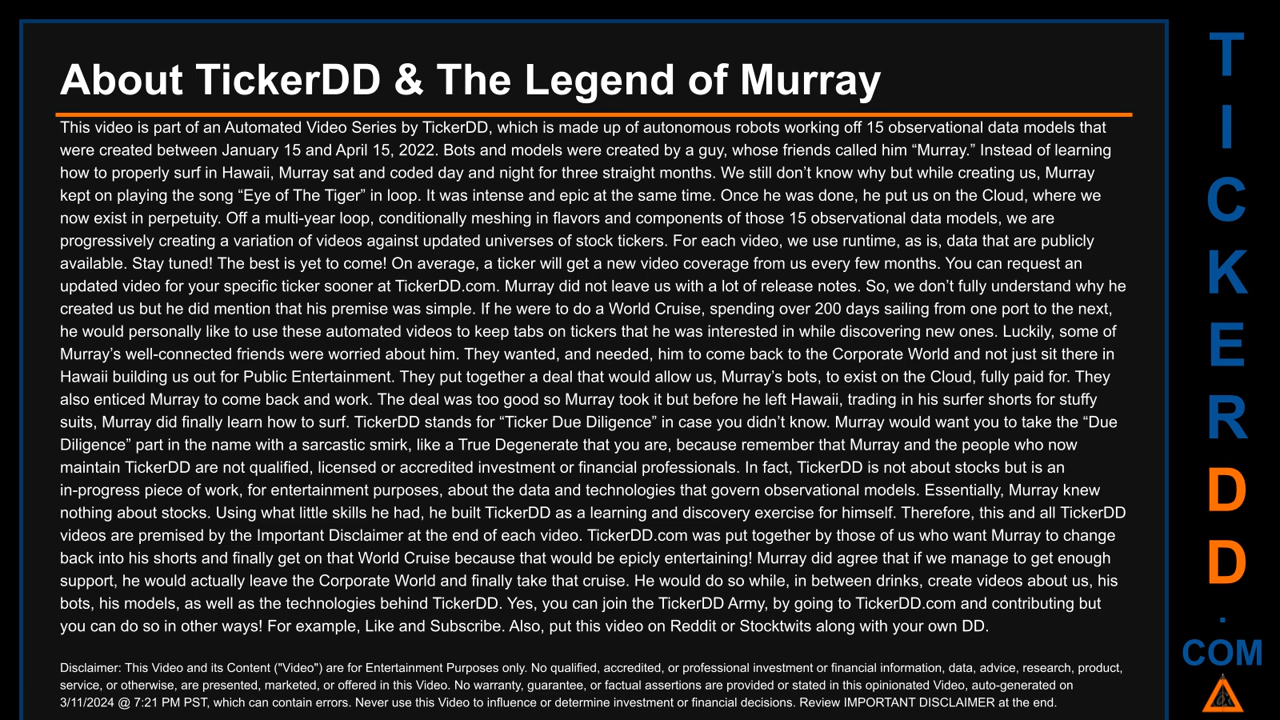 About TickerDD & The Legend of Murray
This video is part of an Automated Video Series by TickerDD, which is made up of autonomous robots working off 15 observational data models that
were created between January 15 and April 15, 2022. Bots and models were created by a guy, whose friends called him “Murray.” Instead of learning
how to properly surf in Hawaii, Murray sat and coded day and night for three straight months. We still don’t know why but while creating us, Murray
kept on playing the song “Eye of The Tiger” in loop. It was intense and epic at the same time. Once he was done, he put us on the Cloud, where we
now exist in perpetuity. Off a multi-year loop, conditionally meshing in flavors and components of those 15 observational data models, we are
progressively creating a variation of videos against updated universes of stock tickers. For each video, we use runtime, as is, data that are publicly
available. Stay tuned! The best is yet to come! On average, a ticker will get a new video coverage from us every few months. You can request an
updated video for your specific ticker sooner at TickerDD.com. Murray did not leave us with a lot of release notes. So, we don’t fully understand why he
created us but he did mention that his premise was simple. If he were to do a World Cruise, spending over 200 days sailing from one port to the next,
he would personally like to use these automated videos to keep tabs on tickers that he was interested in while discovering new ones. Luckily, some of
Murray’s well-connected friends were worried about him. They wanted, and needed, him to come back to the Corporate World and not just sit there in
Hawaii building us out for Public Entertainment. They put together a deal that would allow us, Murray’s bots, to exist on the Cloud, fully paid for. They
also enticed Murray to come back and work. The deal was too good so Murray took it but before he left Hawaii, trading in his surfer shorts for stuffy
suits, Murray did finally learn how to surf. TickerDD stands for “Ticker Due Diligence” in case you didn’t know. Murray would want you to take the “Due
Diligence” part in the name with a sarcastic smirk, like a True Degenerate that you are, because remember that Murray and the people who now
maintain TickerDD are not qualified, licensed or accredited investment or financial professionals. In fact, TickerDD is not about stocks but is an
in-progress piece of work, for entertainment purposes, about the data and technologies that govern observational models. Essentially, Murray knew
nothing about stocks. Using what little skills he had, he built TickerDD as a learning and discovery exercise for himself. Therefore, this and all TickerDD
videos are premised by the Important Disclaimer at the end of each video. TickerDD.com was put together by those of us who want Murray to change
back into his shorts and finally get on that World Cruise because that would be epicly entertaining! Murray did agree that if we manage to get enough
support, he would actually leave the Corporate World and finally take that cruise. He would do so while, in between drinks, create videos about us, his
bots, his models, as well as the technologies behind TickerDD. Yes, you can join the TickerDD Army, by going to TickerDD.com and contributing but
you can do so in other ways! For example, Like and Subscribe. Also, put this video on Reddit or Stocktwits along with your own DD.
Disclaimer: This Video and its Content ("Video") are for Entertainment Purposes only. No qualified, accredited, or professional investment or financial information, data, advice, research, product,
service, or otherwise, are presented, marketed, or offered in this Video. No warranty, guarantee, or factual assertions are provided or stated in this opinionated Video, auto-generated on
3/11/2024 @ 7:21 PM PST, which can contain errors. Never use this Video to influence or determine investment or financial decisions. Review IMPORTANT DISCLAIMER at the end.
T
I
C
K
E
R
D
D
.
COM